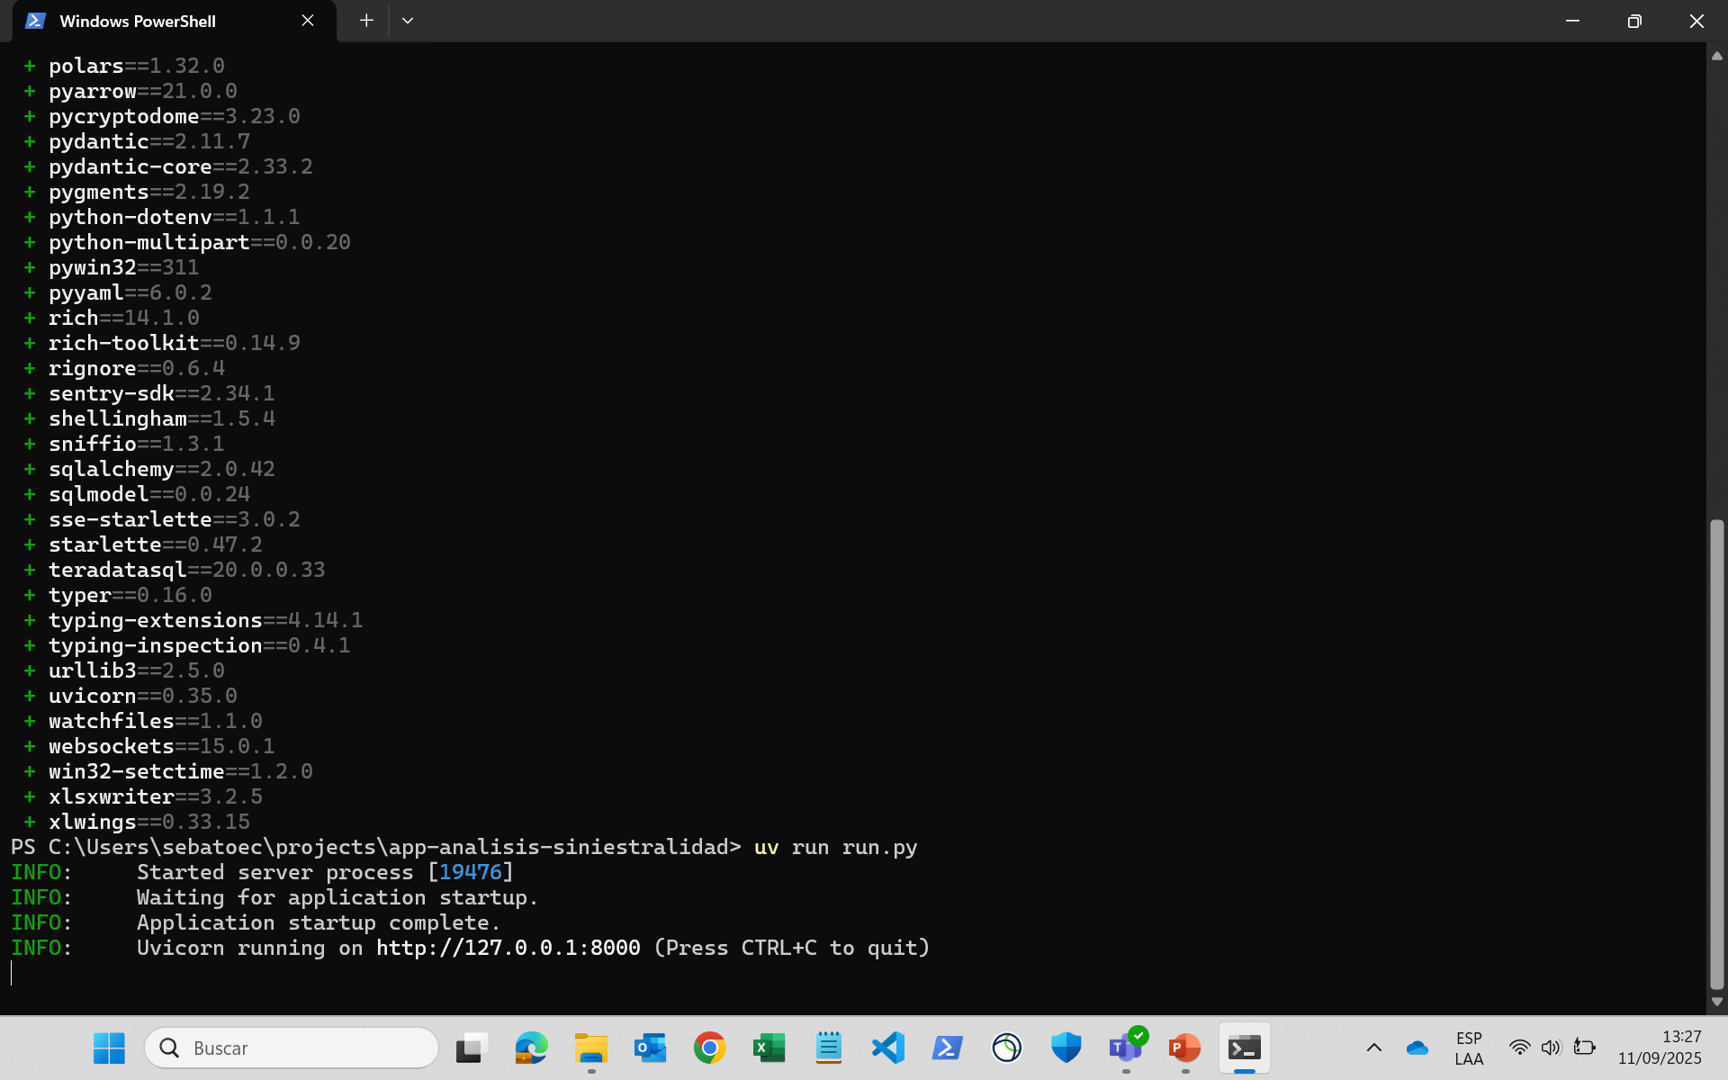 Windows PowerShell
+ polars==1.32.0
+ pyarrow==21.0.0
+ pycryptodome==3.23.0
+ pydantic==2.11.7
+ pydantic-core==2.33.2
+ pygments==2.19.2
+ python-dotenv==1.1.1
+ python-multipart==0.0.20
+ pywin32==311
+ pyyaml==6.0.2
+ rich==14.1.0
+ rich-toolkit==0.14.9
+ rignore==0.6.4
+ sentry-sdk==2.34.1
+ shellingham==1.5.4
+ sniffio==1.3.1
+ sqlalchemy==2.0.42
+ sqlmodel==0.0.24
+ sse-starlette==3.0.2
+ starlette==0.47.2
+ teradatasql==20.0.0.33
+ typer==0.16.0
+ typing-extensions==4.14.1
+ typing-inspection==0.4.1
+ urllib3==2.5.0
+ uvicorn==0.35.0
+ watchfiles==1.1.0
+ websockets==15.0.1
+ win32-setctime==1.2.0
+ xlsxwriter==3.2.5
+ xlwings==0.33.15
PS C:\Users\sebatoec\projects\app-analisis-siniestralidad> uv run run.py
INFO:     Started server process [19476]
INFO:     Waiting for application startup.
INFO:     Application startup complete.
INFO:     Uvicorn running on http://127.0.0.1:8000 (Press CTRL+C to quit)
Buscar
ESP
LAA
13:27
11/09/2025